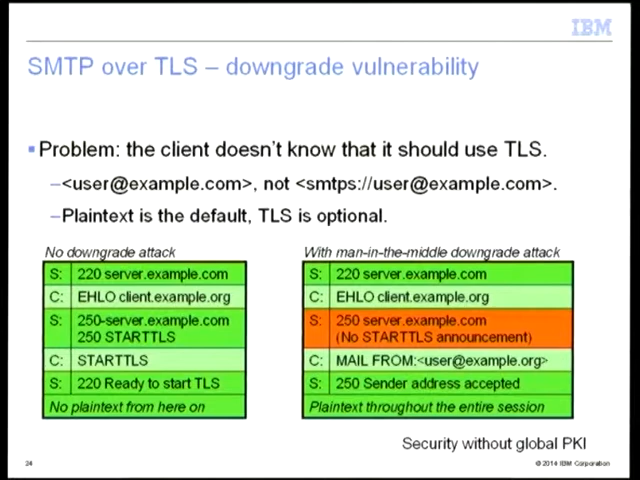 IBM
SMTP over TLS – downgrade vulnerability
Problem: the client doesn't know that it should use TLS.
–<user@example.com>, not <smtps://user@example.com>.
–Plaintext is the default, TLS is optional.
No downgrade attack
S: 220 server.example.com
C: EHLO client.example.org
S: 250-server.example.com
250 STARTTLS
C: STARTTLS
S: 220 Ready to start TLS
No plaintext from here on
With man-in-the-middle downgrade attack
S: 220 server.example.com
C: EHLO client.example.org
S: 250 server.example.com
(No STARTTLS announcement)
C: MAIL FROM:<user@example.org>
S: 250 Sender address accepted
Plaintext throughout the entire session
Security without global PKI
24
© 2014 IBM Corporation